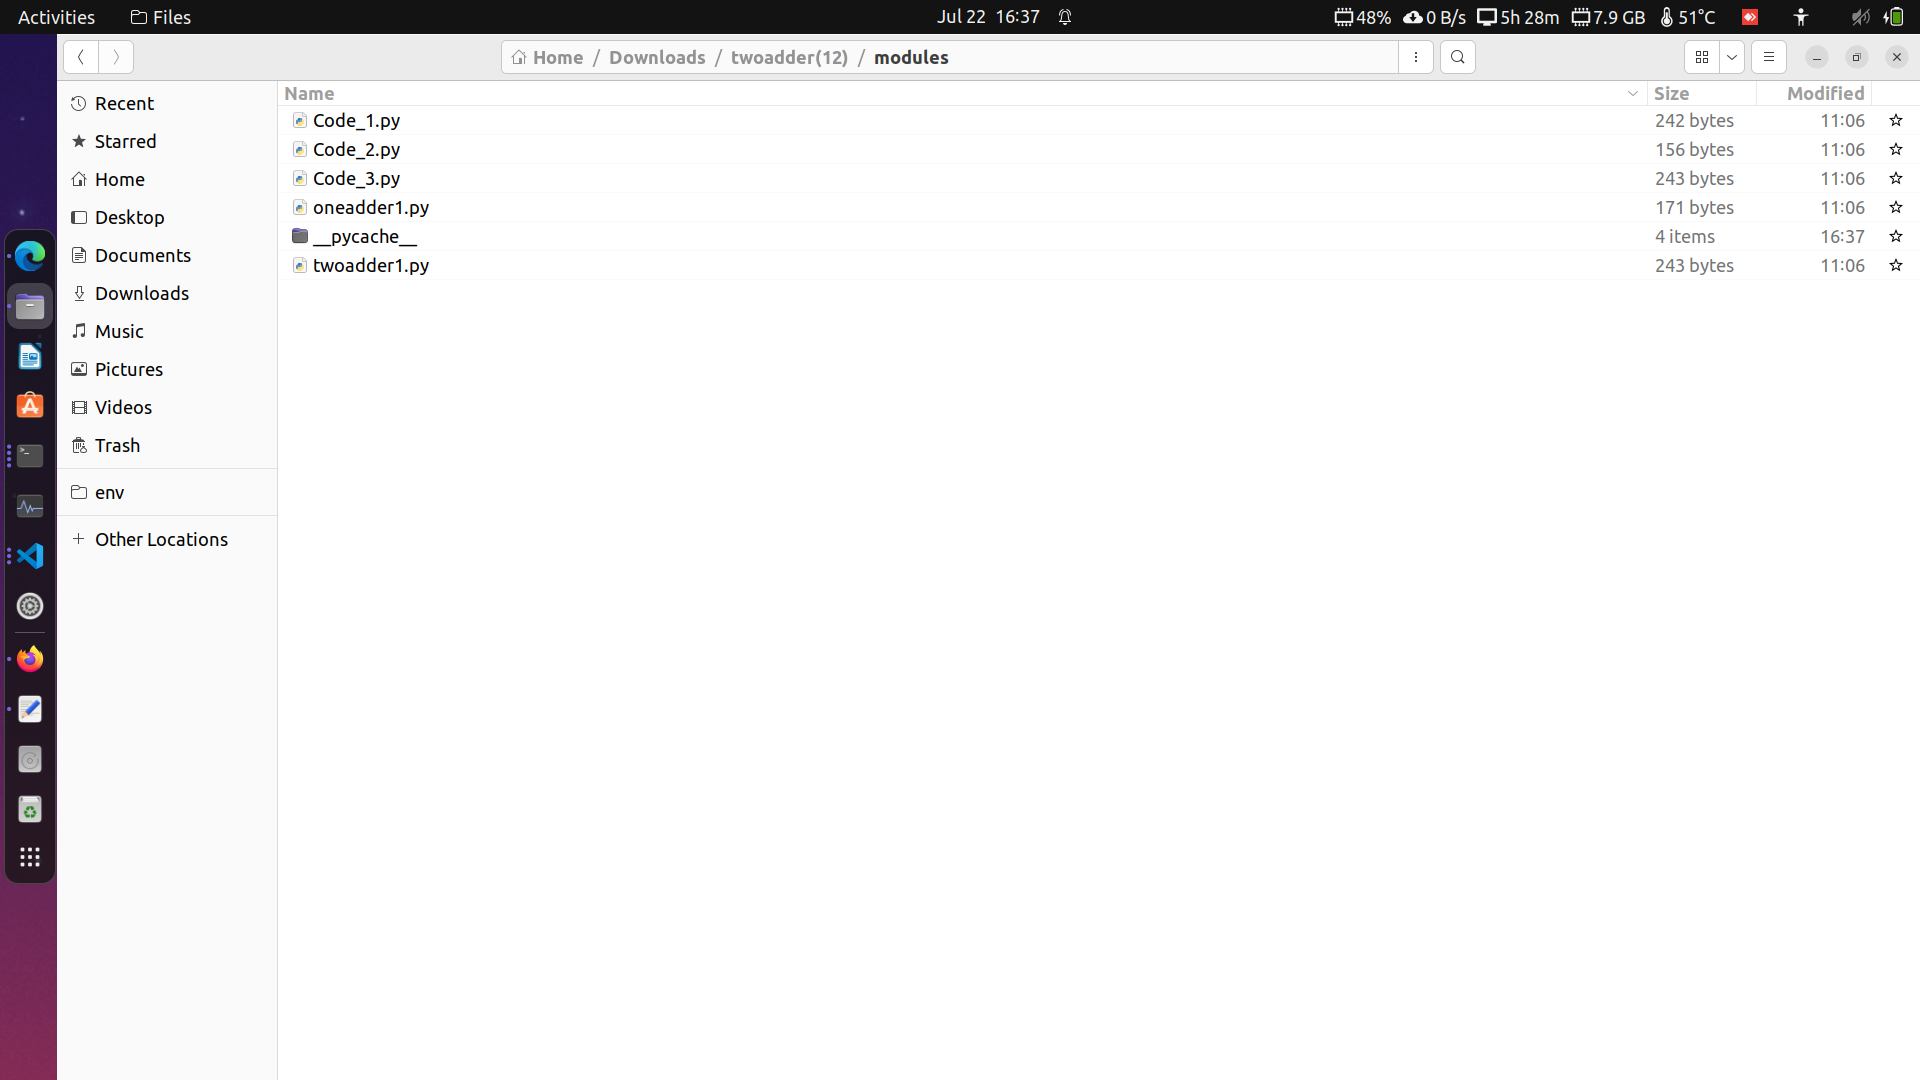 Activities Files Jul 22 16:37 48% 0 B/s 5h 28m 7.9 GB 51°C
Home / Downloads / twoadder(12) / modules
Name Size Modified
Recent
Starred
Home
Desktop
Documents
Downloads
Music
Pictures
Videos
Trash
env
Other Locations
Code_1.py 242 bytes 11:06
Code_2.py 156 bytes 11:06
Code_3.py 243 bytes 11:06
oneadder1.py 171 bytes 11:06
__pycache__ 4 items 16:37
twoadder1.py 243 bytes 11:06